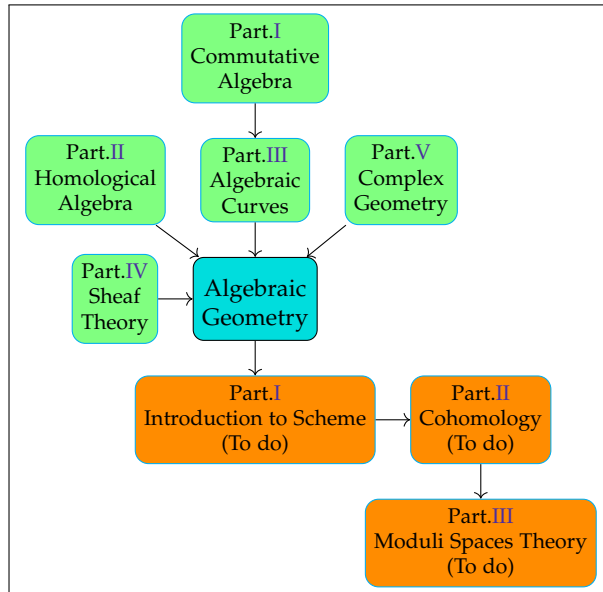 Part.I
Commutative
Algebra
Part.II
Homological
Algebra
Part.III
Algebraic
Curves
Part.V
Complex
Geometry
Part.IV
Sheaf
Theory
Algebraic
Geometry
Part.I
Introduction to Scheme
(To do)
Part.II
Cohomology
(To do)
Part.III
Moduli Spaces Theory
(To do)